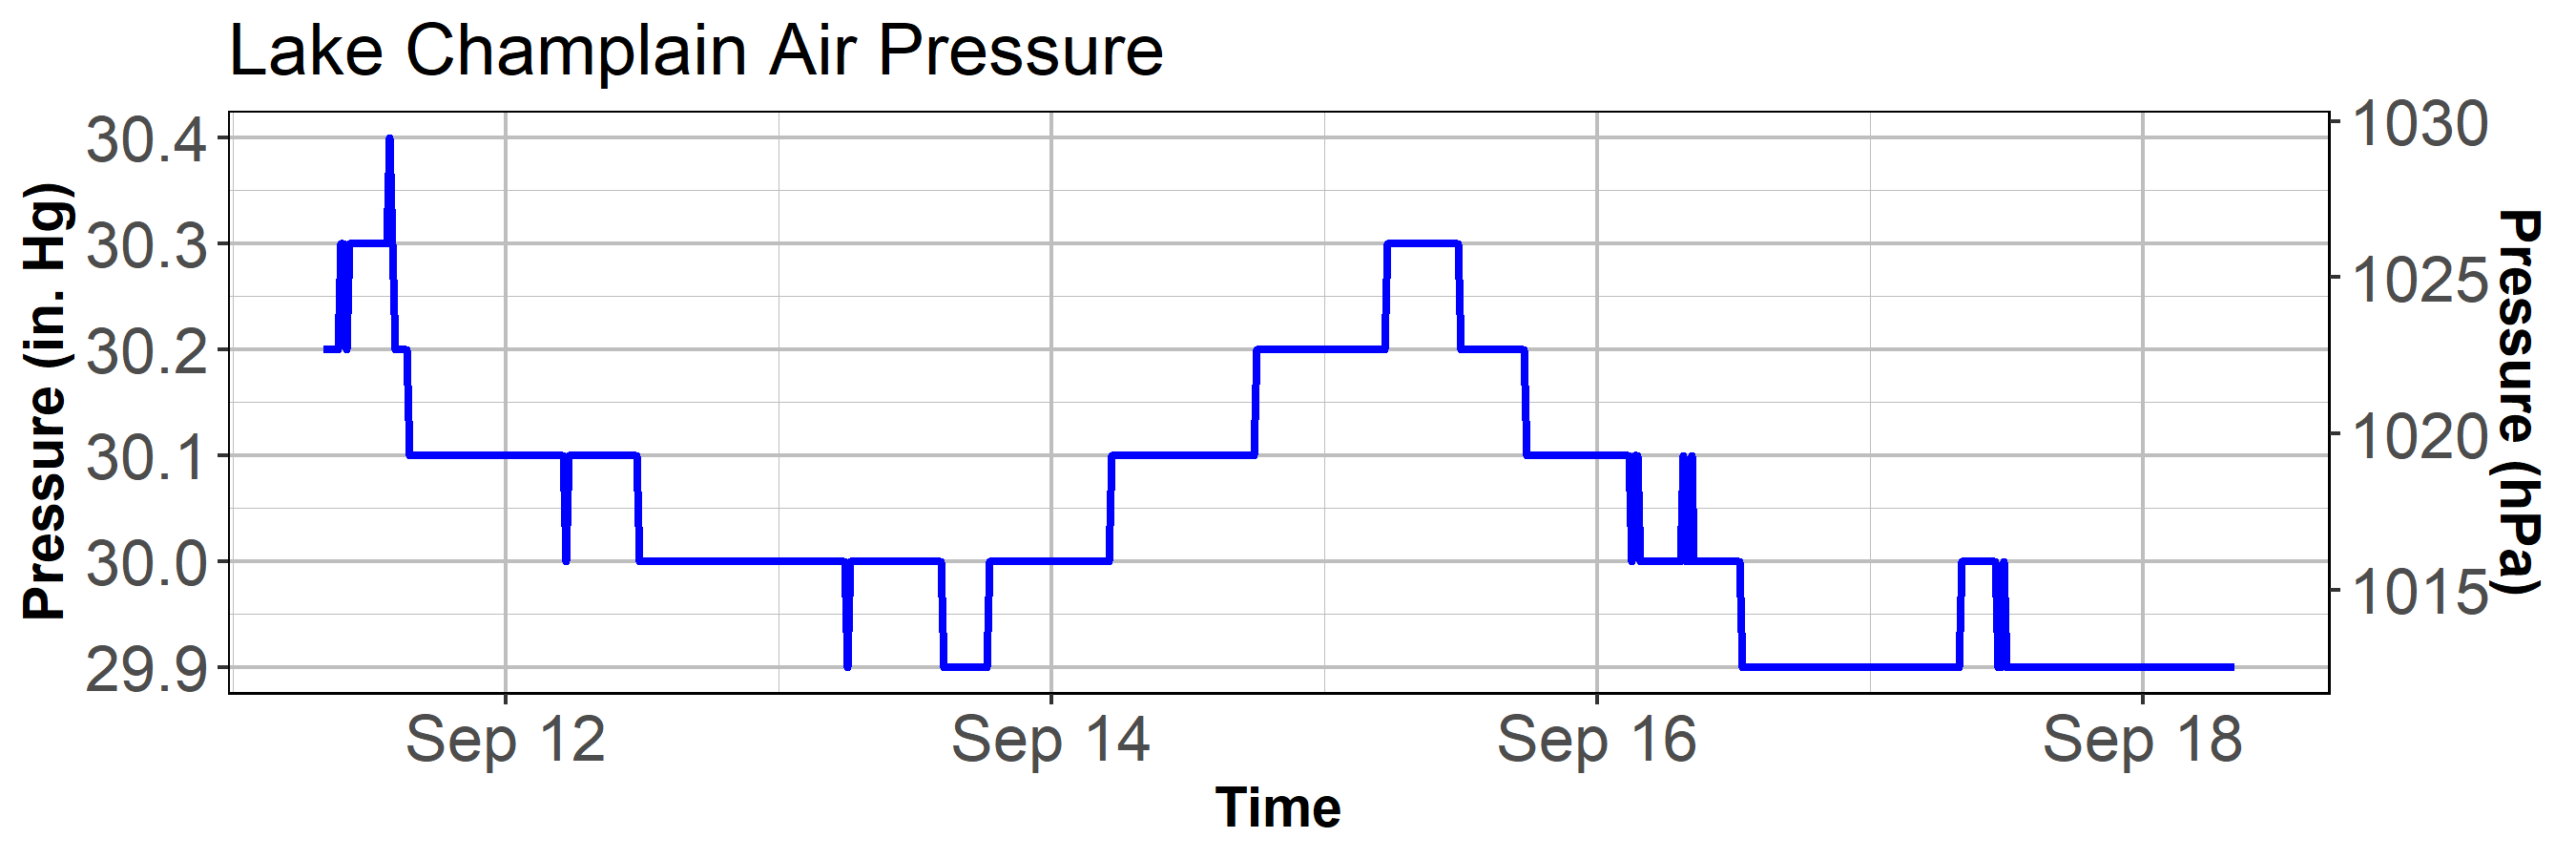 Lake Champlain Air Pressure
Pressure (in. Hg)
30.4
30.3
30.2
30.1
30.0
29.9
1030
1025
1020
1015
Pressure (hPa)
Sep 12
Sep 14
Sep 16
Sep 18
Time